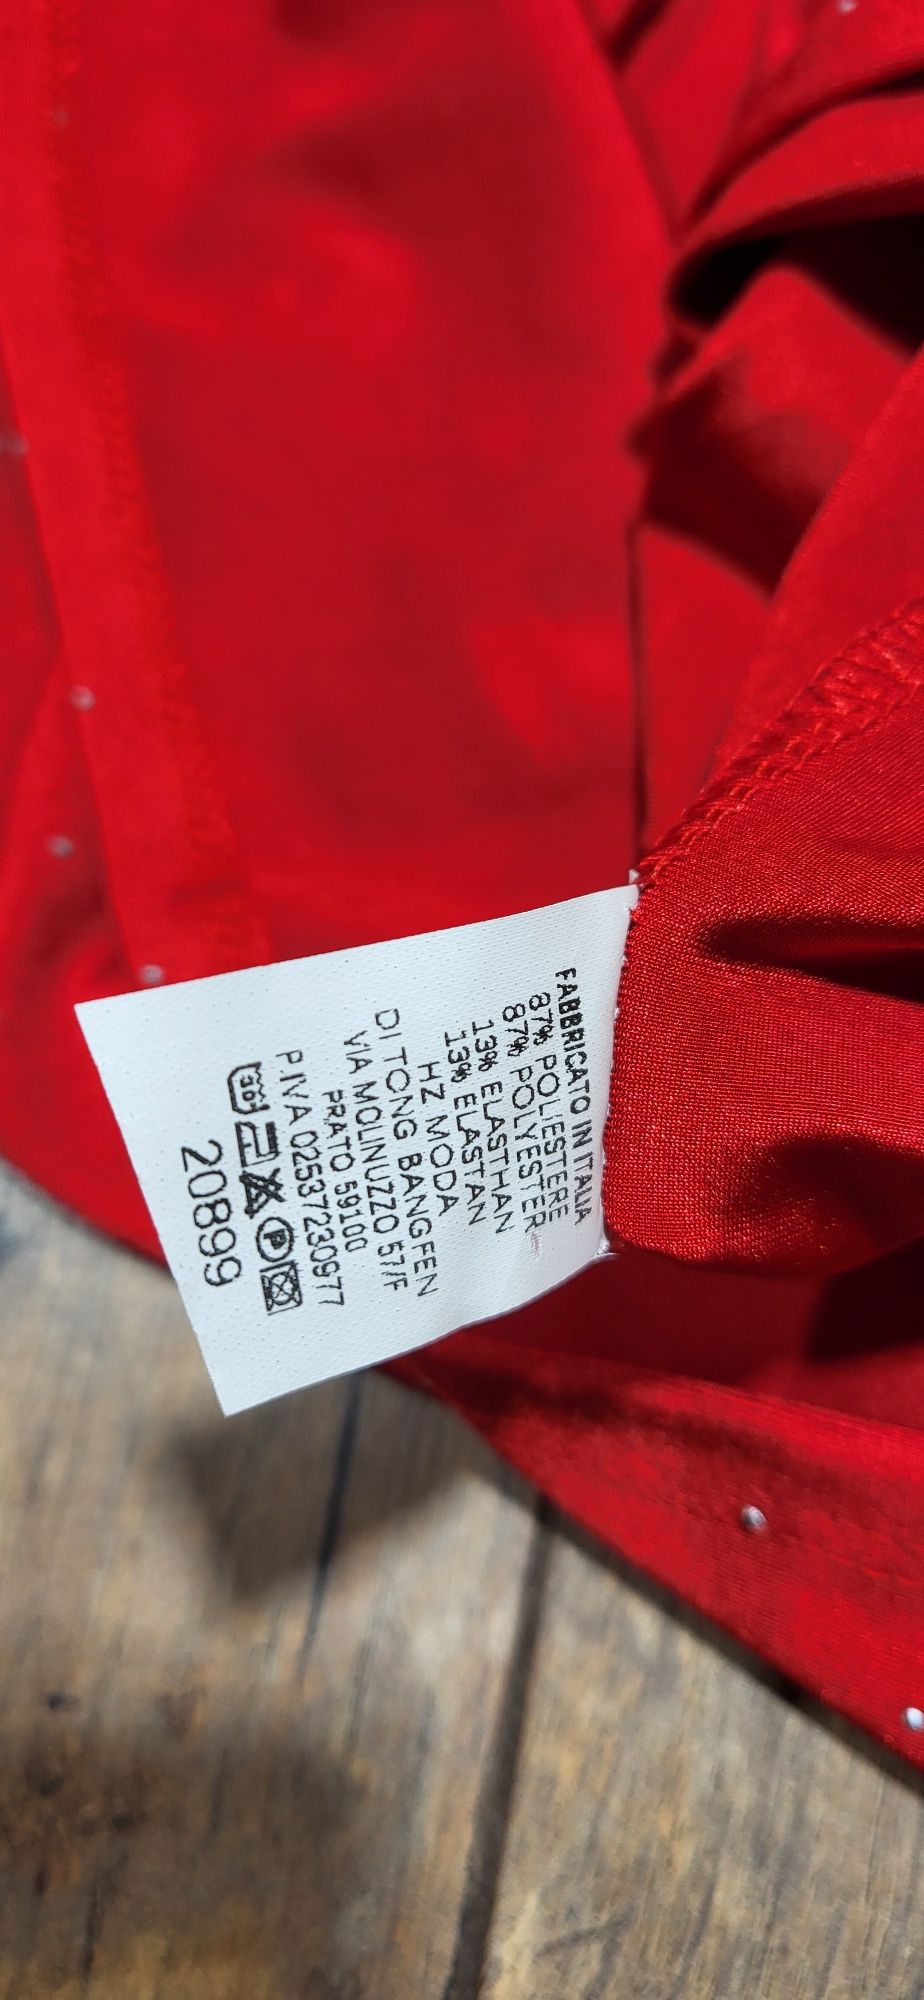 FABBRICATO IN ITALIA
87% POLIESTERE
87% POLYESTER
13% ELASTHAN
13% ELASTAN
HZ MODA
DI TONG BANGFEN
VIA MOLINUZZO 57/F
PRATO 59100
P.IVA 02537230977
30°
P
20899